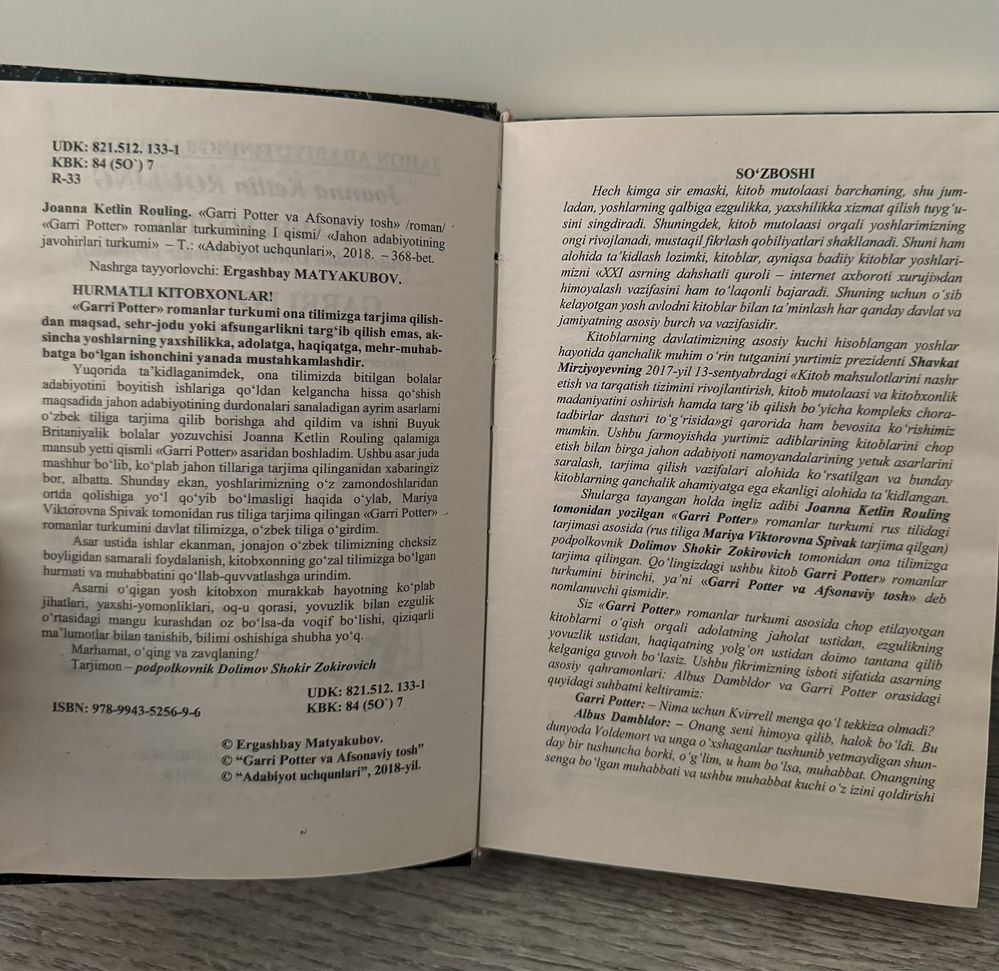 UDK: 821.512. 133-1
KBK: 84 (5O`) 7
R-33
Joanna Ketlin Rouling. «Garri Potter va Afsonaviy tosh» /roman/
«Garri Potter» romanlar turkumining I qismi/ «Jahon adabiyotining
javohirlari turkumi» – T.: «Adabiyot uchqunlari», 2018. – 368-bet.
Nashrga tayyorlovchi: Ergashbay MATYAKUBOV.
HURMATLI KITOBXONLAR!
«Garri Potter» romanlar turkumi ona tilimizga tarjima qilish-
dan maqsad, sehr-jodu yoki afsungarlikni targ‘ib qilish emas, ak-
sincha yoshlarning yaxshilikka, adolatga, haqiqatga, mehr-muhab-
batga bo‘lgan ishonchini yanada mustahkamlashdir.
Yuqorida ta’kidlaganimdek, ona tilimizda bitilgan bolalar
adabiyotini boyitish ishlariga qo‘ldan kelgancha hissa qo‘shish
maqsadida jahon adabiyotining durdonalari sanaladigan ayrim asarlarni
o‘zbek tiliga tarjima qilib borishga ahd qildim va ishni Buyuk
Britaniyalik bolalar yozuvchisi Joanna Ketlin Rouling qalamiga
mansub yetti qismli «Garri Potter» asaridan boshladim. Ushbu asar juda
mashhur bo‘lib, ko‘plab jahon tillariga tarjima qilinganidan xabaringiz
bor, albatta. Shunday ekan, yoshlarimizning o‘z zamondoshlaridan
ortda qolishiga yo‘l qo‘yib bo‘lmasligi haqida o‘ylab, Mariya
Viktorovna Spivak tomonidan rus tiliga tarjima qilingan «Garri Potter»
romanlar turkumini davlat tilimizga, o‘zbek tiliga o‘girdim.
Asar ustida ishlar ekanman, jonajon o‘zbek tilimizning cheksiz
boyligidan samarali foydalanish, kitobxonning go‘zal tilimizga bo‘lgan
hurmati va muhabbatini qo‘llab-quvvatlashga urindim.
Asarni o‘qigan yosh kitobxon murakkab hayotning ko‘plab
jihatlari, yaxshi-yomonliklari, oq-u qorasi, yovuzlik bilan ezgulik
o‘rtasidagi mangu kurashdan oz bo‘lsa-da voqif bo‘lishi, qiziqarli
ma’lumotlar bilan tanishib, bilimi oshishiga shubha yo‘q.
Marhamat, o‘qing va zavqlaning!
Tarjimon – podpolkovnik Dolimov Shokir Zokirovich
UDK: 821.512. 133-1
ISBN: 978-9943-5256-9-6 KBK: 84 (5O`) 7
© Ergashbay Matyakubov.
© “Garri Potter va Afsonaviy tosh”
© “Adabiyot uchqunlari”, 2018-yil.
SO‘ZBOSHI
Hech kimga sir emaski, kitob mutolaasi barchaning, shu jum-
ladan, yoshlarning qalbiga ezgulikka, yaxshilikka xizmat qilish tuyg‘u-
sini singdiradi. Shuningdek, kitob mutolaasi orqali yoshlarimizning
ongi rivojlanadi, mustaqil fikrlash qobiliyatlari shakllanadi. Shuni ham
alohida ta’kidlash lozimki, kitoblar, ayniqsa badiiy kitoblar yoshlari-
mizni «XXI asrning dahshatli quroli – internet axboroti xuruji»dan
himoyalash vazifasini ham to‘laqonli bajaradi. Shuning uchun o‘sib
kelayotgan yosh avlodni kitoblar bilan ta’minlash har qanday davlat va
jamiyatning asosiy burch va vazifasidir.
Kitoblarning davlatimizning asosiy kuchi hisoblangan yoshlar
hayotida qanchalik muhim o‘rin tutganini yurtimiz prezidenti Shavkat
Mirziyoyevning 2017-yil 13-sentyabrdagi «Kitob mahsulotlarini nashr
etish va tarqatish tizimini rivojlantirish, kitob mutolaasi va kitobxonlik
madaniyatini oshirish hamda targ‘ib qilish bo‘yicha kompleks chora-
tadbirlar dasturi to‘g‘risida»gi qarorida ham bevosita ko‘rishimiz
mumkin. Ushbu farmoyishda yurtimiz adiblarining kitoblarini chop
etish bilan birga jahon adabiyoti namoyandalarining yetuk asarlarini
saralash, tarjima qilish vazifalari alohida ko‘rsatilgan va bunday
kitoblarning qanchalik ahamiyatga ega ekanligi alohida ta’kidlangan.
Shularga tayangan holda ingliz adibi Joanna Ketlin Rouling
tomonidan yozilgan «Garri Potter» romanlar turkumi rus tilidagi
tarjimasi asosida (rus tiliga Mariya Viktorovna Spivak tarjima qilgan)
podpolkovnik Dolimov Shokir Zokirovich tomonidan ona tilimizga
tarjima qilingan. Qo‘lingizdagi ushbu kitob Garri Potter» romanlar
turkumini birinchi, ya’ni «Garri Potter va Afsonaviy tosh» deb
nomlanuvchi qismidir.
Siz «Garri Potter» romanlar turkumi asosida chop etilayotgan
kitoblarni o‘qish orqali adolatning jaholat ustidan, ezgulikning
yovuzlik ustidan, haqiqatning yolg‘on ustidan doimo tantana qilib
kelganiga guvoh bo‘lasiz. Ushbu fikrimizning isboti sifatida asarning
asosiy qahramonlari: Albus Dambldor va Garri Potter orasidagi
quyidagi suhbatni keltiramiz:
Garri Potter: – Nima uchun Kvirrell menga qo‘l tekkiza olmadi?
Albus Dambldor: – Onang seni himoya qilib, halok bo‘ldi. Bu
dunyoda Voldemort va unga o‘xshaganlar tushunib yetmaydigan shun-
day bir tushuncha borki, o‘g‘lim, u ham bo‘lsa, muhabbat. Onangning
senga bo‘lgan muhabbati va ushbu muhabbat kuchi o‘z izini qoldirishi